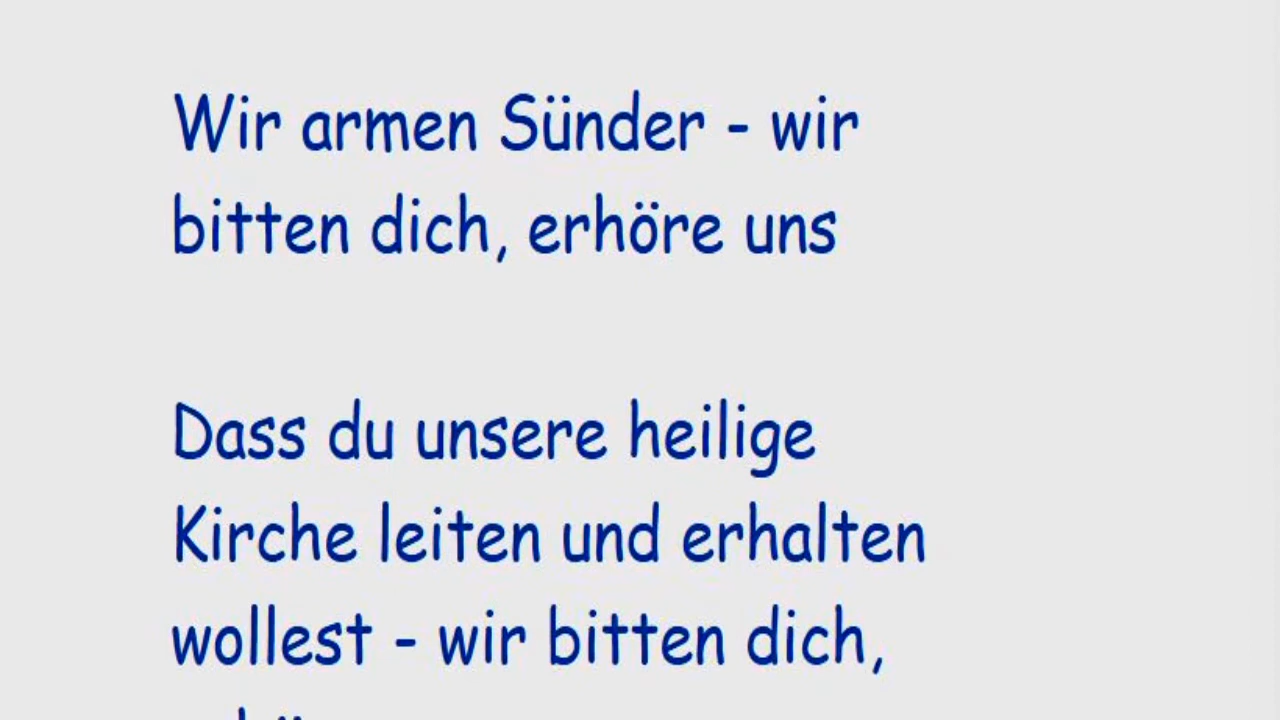 Wir armen Sünder - wir
bitten dich, erhöre uns
Dass du unsere heilige
Kirche leiten und erhalten
wollest - wir bitten dich,